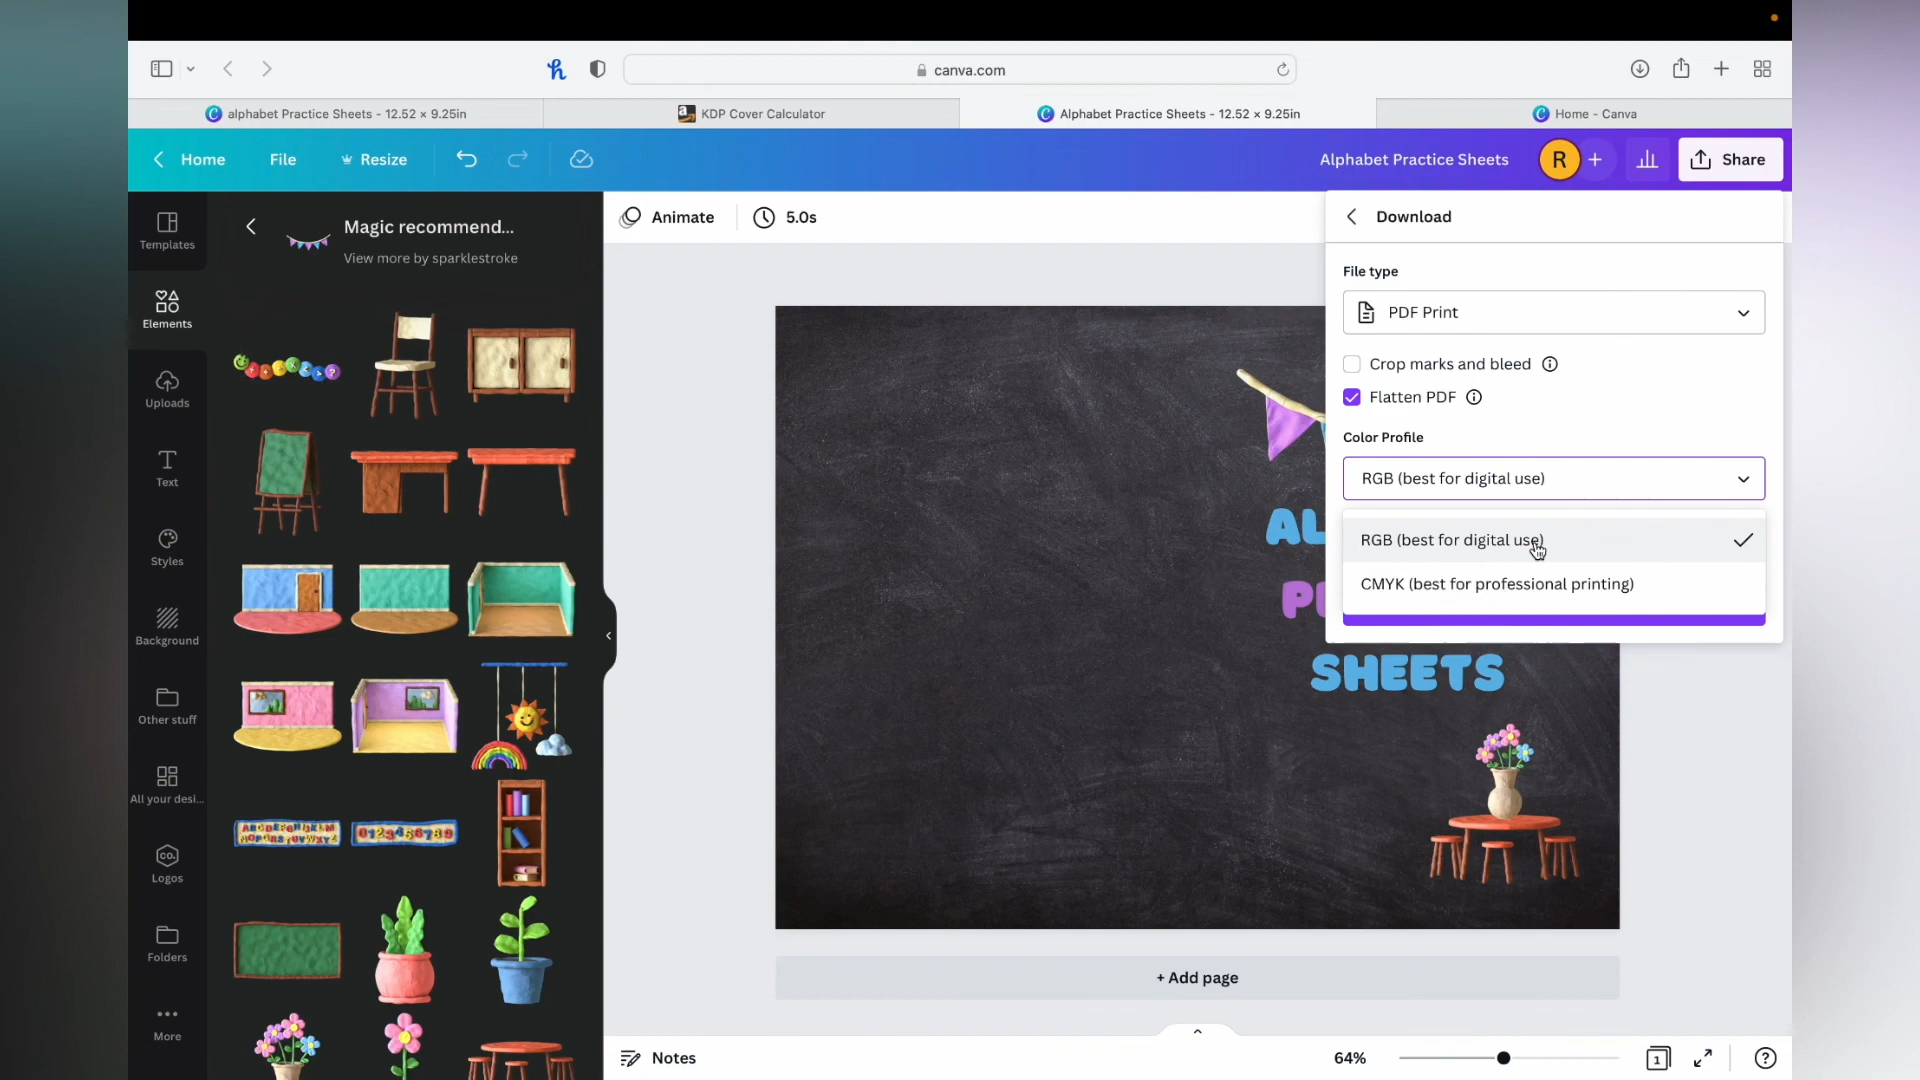 canva.com
alphabet Practice Sheets - 12.52 × 9.25in
KDP Cover Calculator
Alphabet Practice Sheets - 12.52 × 9.25in
Home - Canva
Home
File
Resize
Alphabet Practice Sheets
R
Share
Templates
Elements
Uploads
Text
Styles
Background
Other stuff
All your desi...
Logos
Folders
More
Magic recommend...
View more by sparklestroke
Animate
5.0s
Download
File type
PDF Print
Crop marks and bleed
Flatten PDF
Color Profile
RGB (best for digital use)
RGB (best for digital use)
CMYK (best for professional printing)
SHEETS
+ Add page
Notes
64%
1